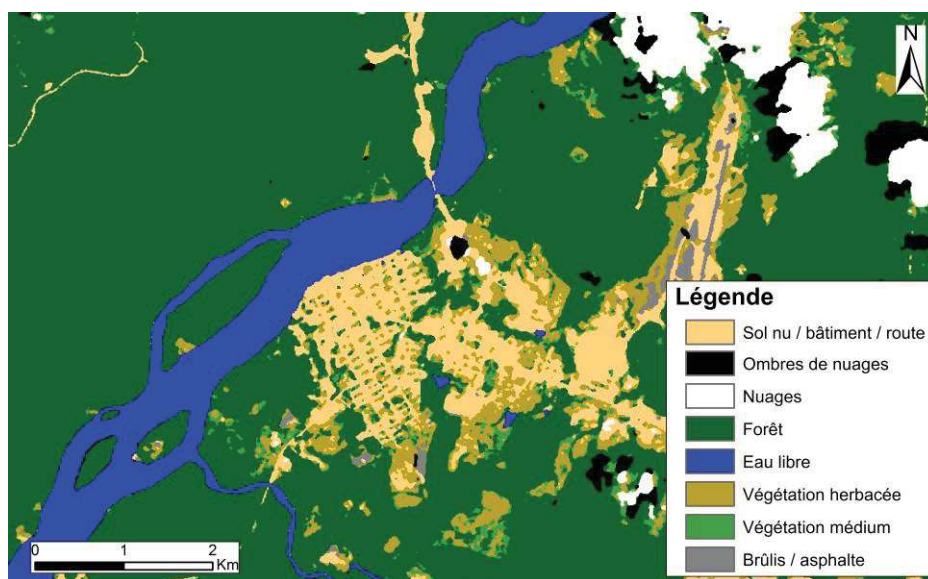 N
Légende
Sol nu / bâtiment / route
Ombres de nuages
Nuages
Forêt
Eau libre
Végétation herbacée
Végétation médium
Brûlis / asphalte
0 1 2
Km